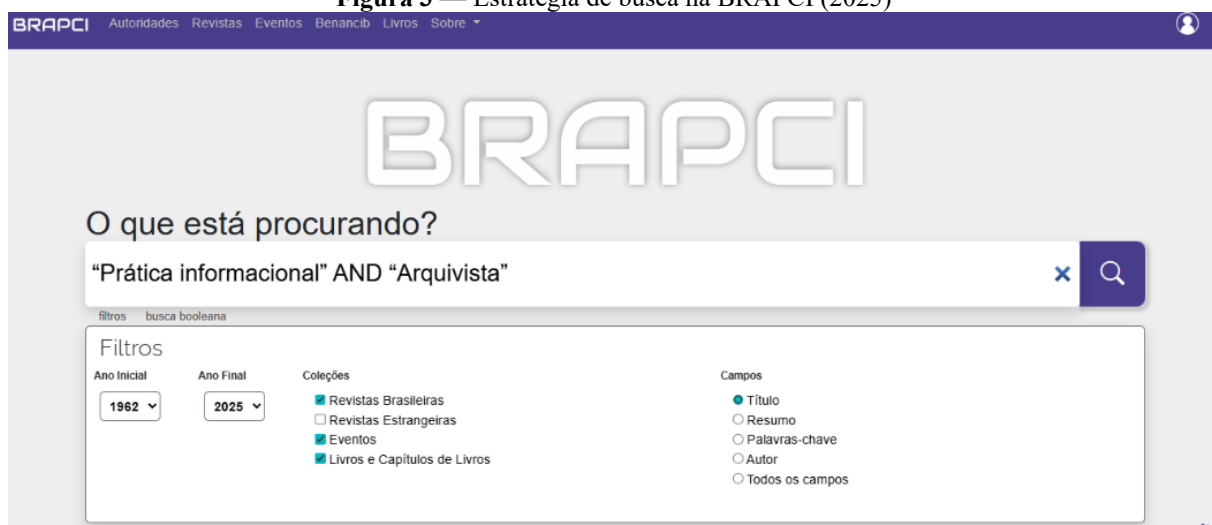 Figura 3 — Estratégia de busca na BRAPCI (2025)
BRAPCI Autoridades Revistas Eventos Benancib Livros Sobre
BRAPCI
O que está procurando?
“Prática informacional” AND “Arquivista”
filtros busca booleana
Filtros
Ano Inicial Ano Final Coleções Campos
1962 2025 Revistas Brasileiras Título
Revistas Estrangeiras Resumo
Eventos Palavras-chave
Livros e Capítulos de Livros Autor
Todos os campos